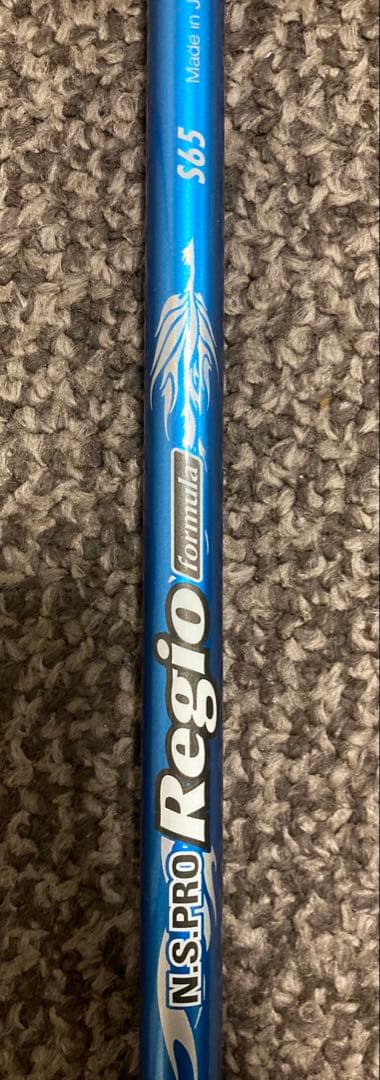 N.S.PRO
Regio
formula
S65
Made in J